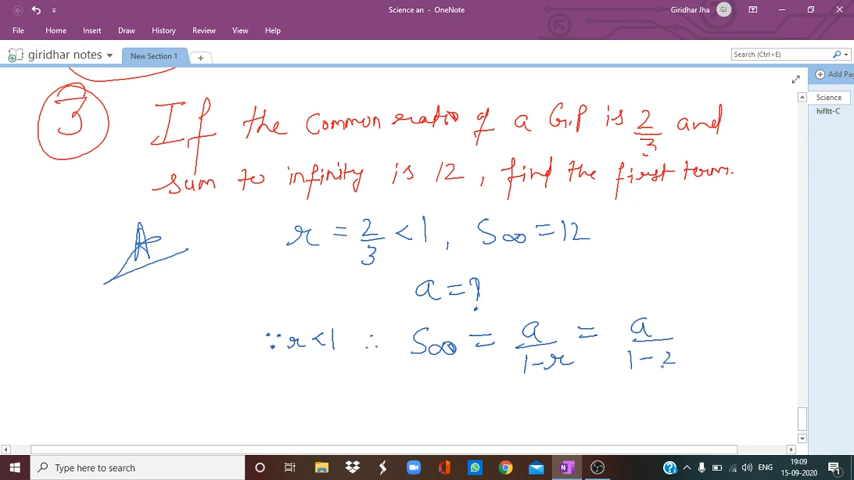 Science an - OneNote
Giridhar Jha
GJ
File Home Insert Draw History Review View Help
giridhar notes
New Section 1
Search (Ctrl+E)
Add Pag
Science
hifltt-C
3 If the common ratio of a G.P is 2/3 and
sum to infinity is 12, find the first term.
A
r = 2/3 < 1, S∞ = 12
a = ?
∵ r < 1 ∴ S∞ = a/1-r = a/1-2
Type here to search
ENG
19:09
15-09-2020